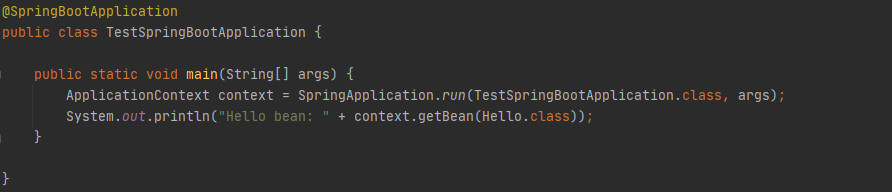 @SpringBootApplication
public class TestSpringBootApplication {
public static void main(String[] args) {
ApplicationContext context = SpringApplication.run(TestSpringBootApplication.class, args);
System.out.println("Hello bean: " + context.getBean(Hello.class));
}
}